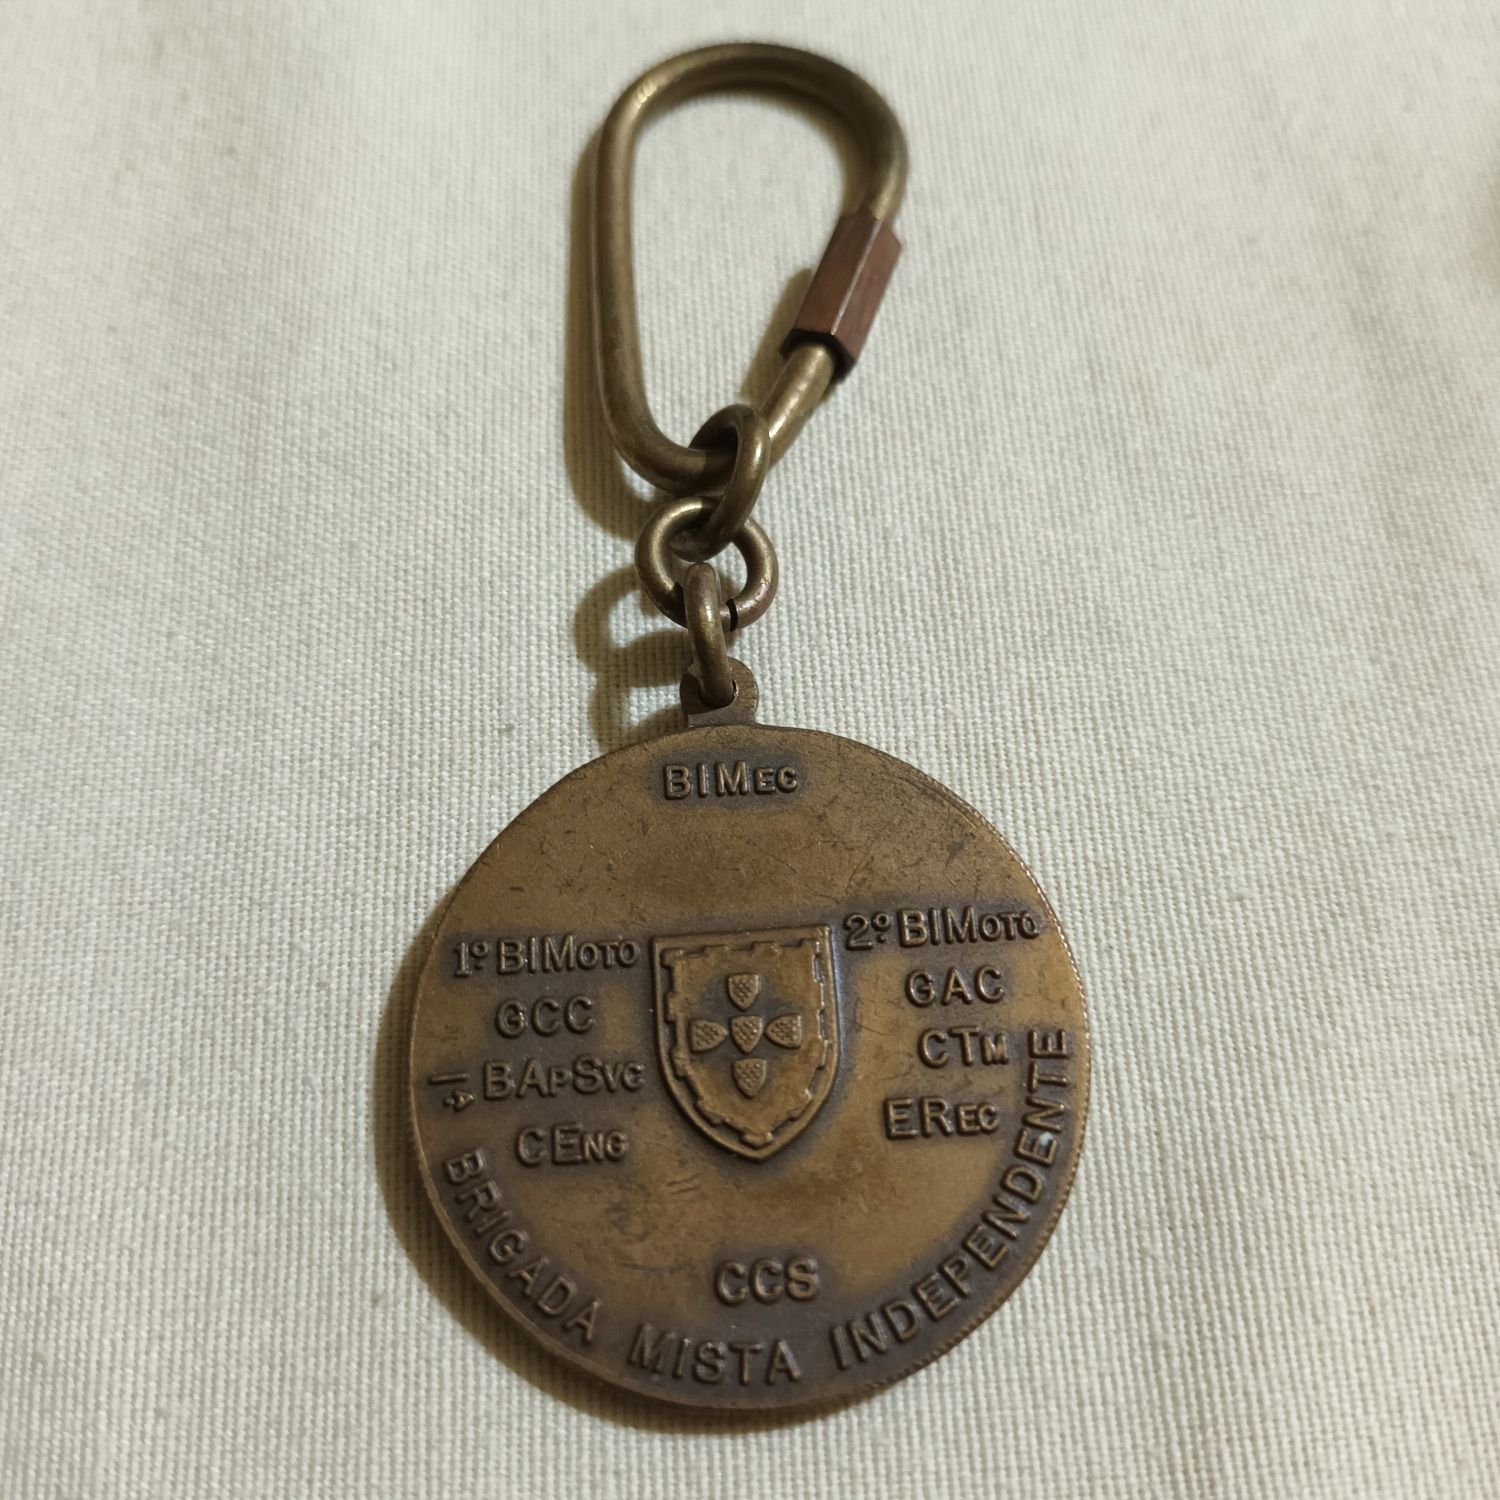 BIMEC
1º BIMOTO
GCC
1ª BAPSVC
CENG
2º BIMOTO
GAC
CTM
EREC
CCS
BRIGADA MISTA INDEPENDENTE